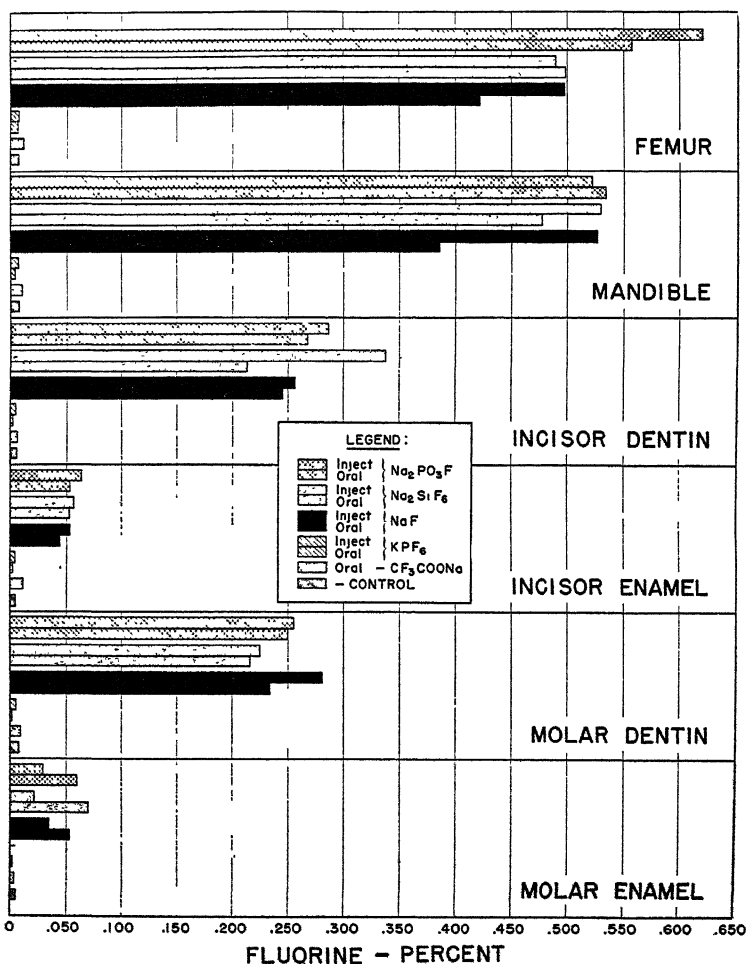 FEMUR
MANDIBLE
INCISOR DENTIN
LEGEND:
Inject
Oral
Na2PO3F
Inject
Oral
Na2SiF6
Inject
Oral
NaF
Inject
Oral
KPF6
Oral - CF3COONa
- CONTROL
INCISOR ENAMEL
MOLAR DENTIN
MOLAR ENAMEL
0 .050 .100 .150 .200 .250 .300 .350 .400 .450 .500 .550 .600 .650
FLUORINE - PERCENT